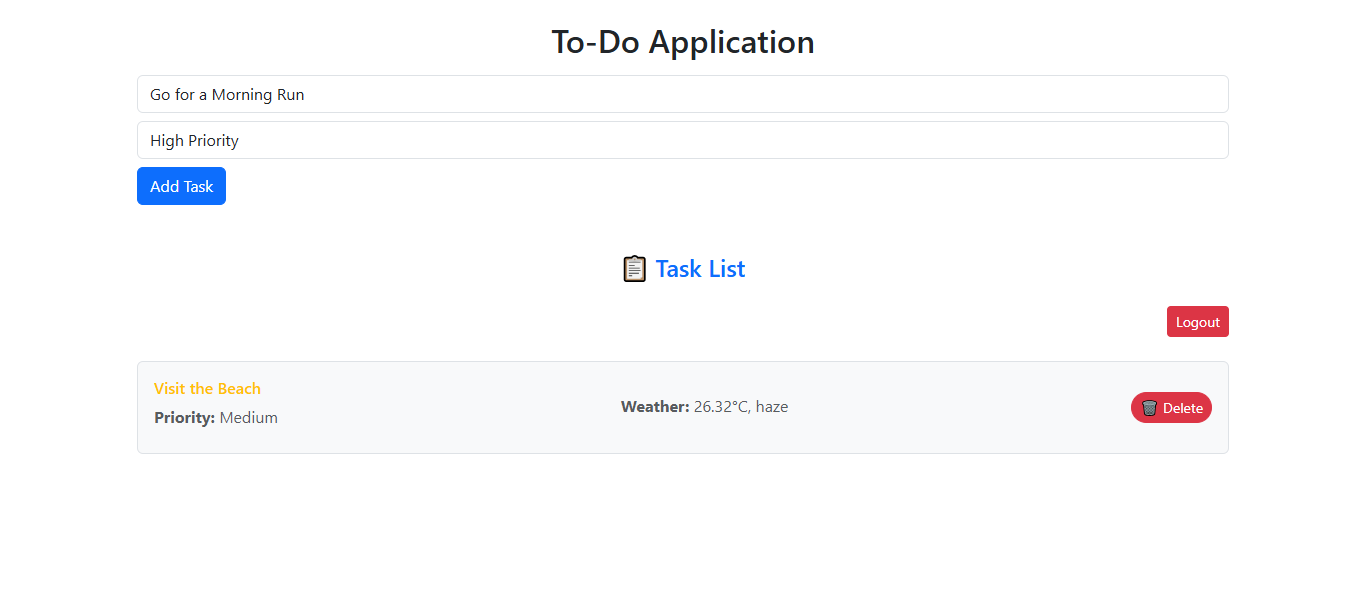 To-Do Application
Go for a Morning Run
High Priority
Add Task
Task List
Logout
Visit the Beach
Priority: Medium
Weather: 26.32°C, haze
Delete